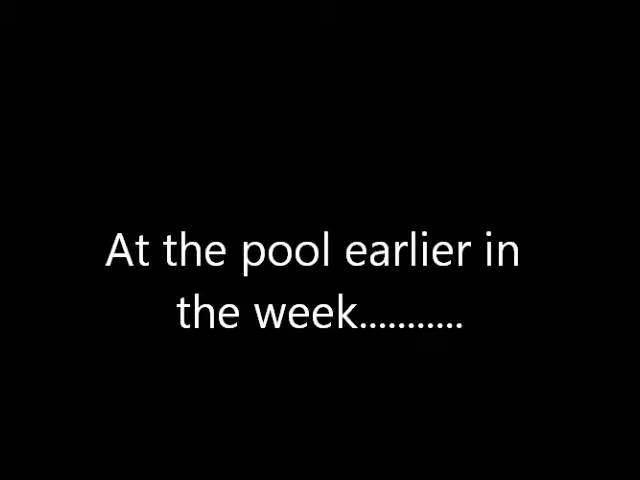 At the pool earlier in
the week...........